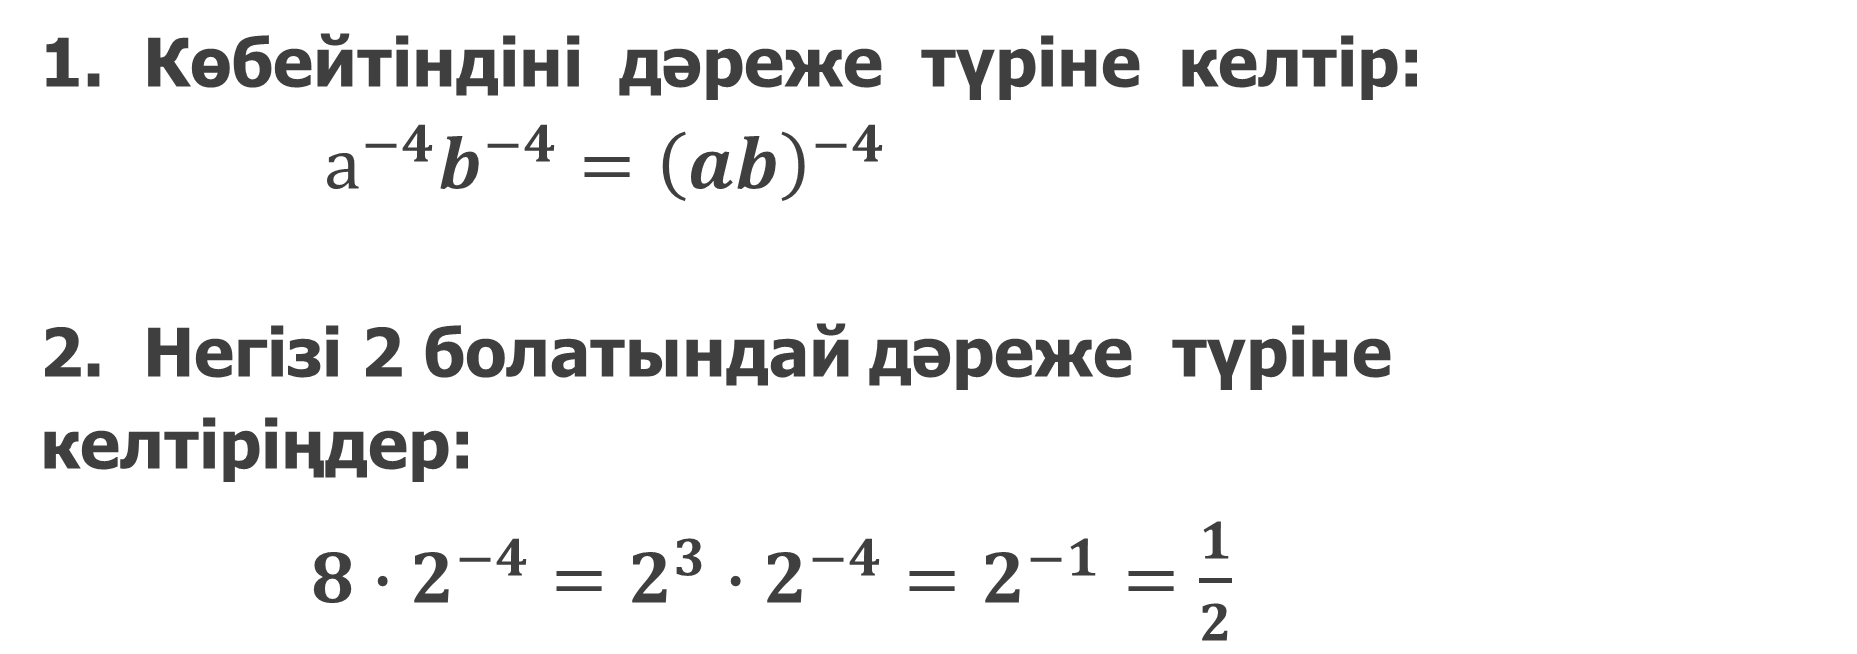 1. Көбейтіндіні дәреже түріне келтір:
a⁻⁴b⁻⁴ = (ab)⁻⁴
2. Негізі 2 болатындай дәреже түріне
келтіріңдер:
8 · 2⁻⁴ = 2³ · 2⁻⁴ = 2⁻¹ = 1/2